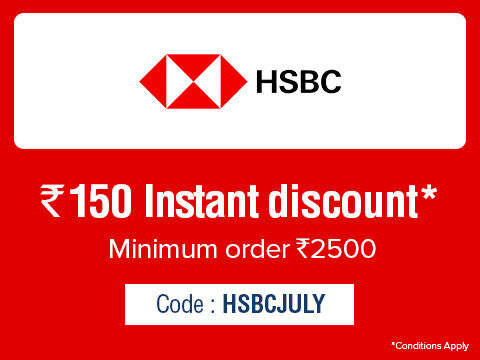 HSBC
₹150 Instant discount*
Minimum order ₹2500
Code : HSBCJULY
*Conditions Apply